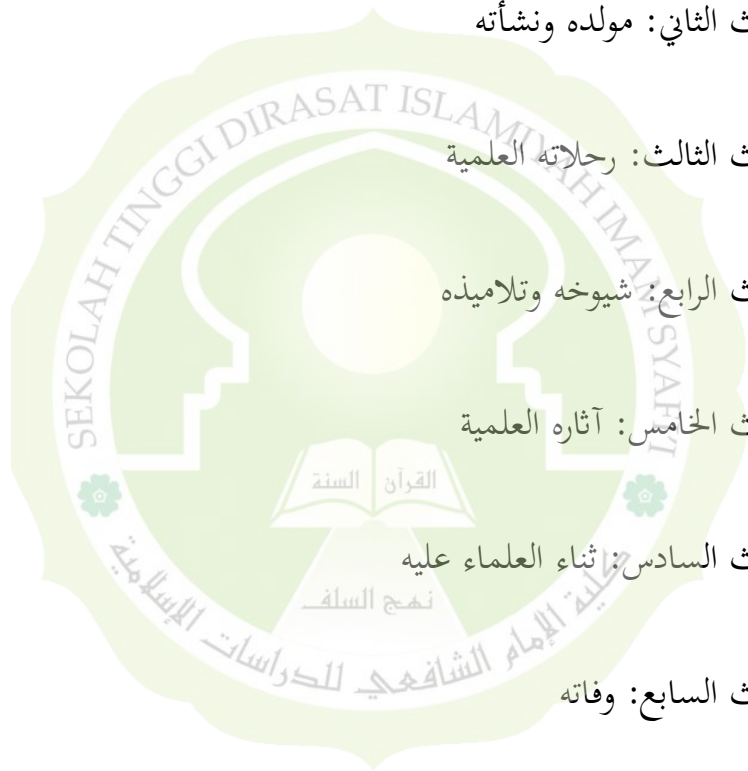 ث الثاني: مولده ونشأته
SEKOLAH TINGGI DIRASAT ISLAMIYAH IMAM SYAFI'I
ث الثالث: رحلاته العلمية
ث الرابع: شيوخه وتلاميذه
ث الخامس: آثاره العلمية
القرآن السنة
ث السادس: ثناء العلماء عليه
نهج السلف
كلية الإمام الشافعي للدراسات الإسلامية
ث السابع: وفاته